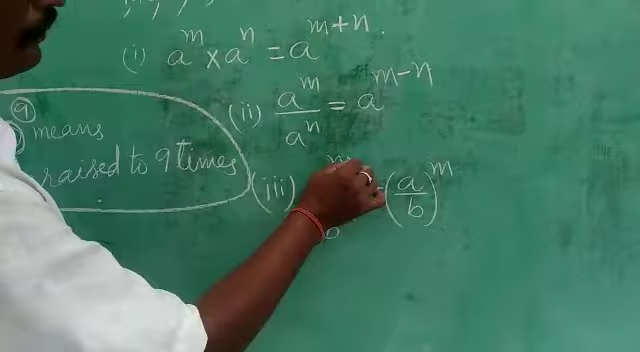 (i) a^m × a^n = a^{m+n}.
(ii) a^m / a^n = a^{m-n}
⑨
means
raised to 9 times
(iii) = (a/b)^m